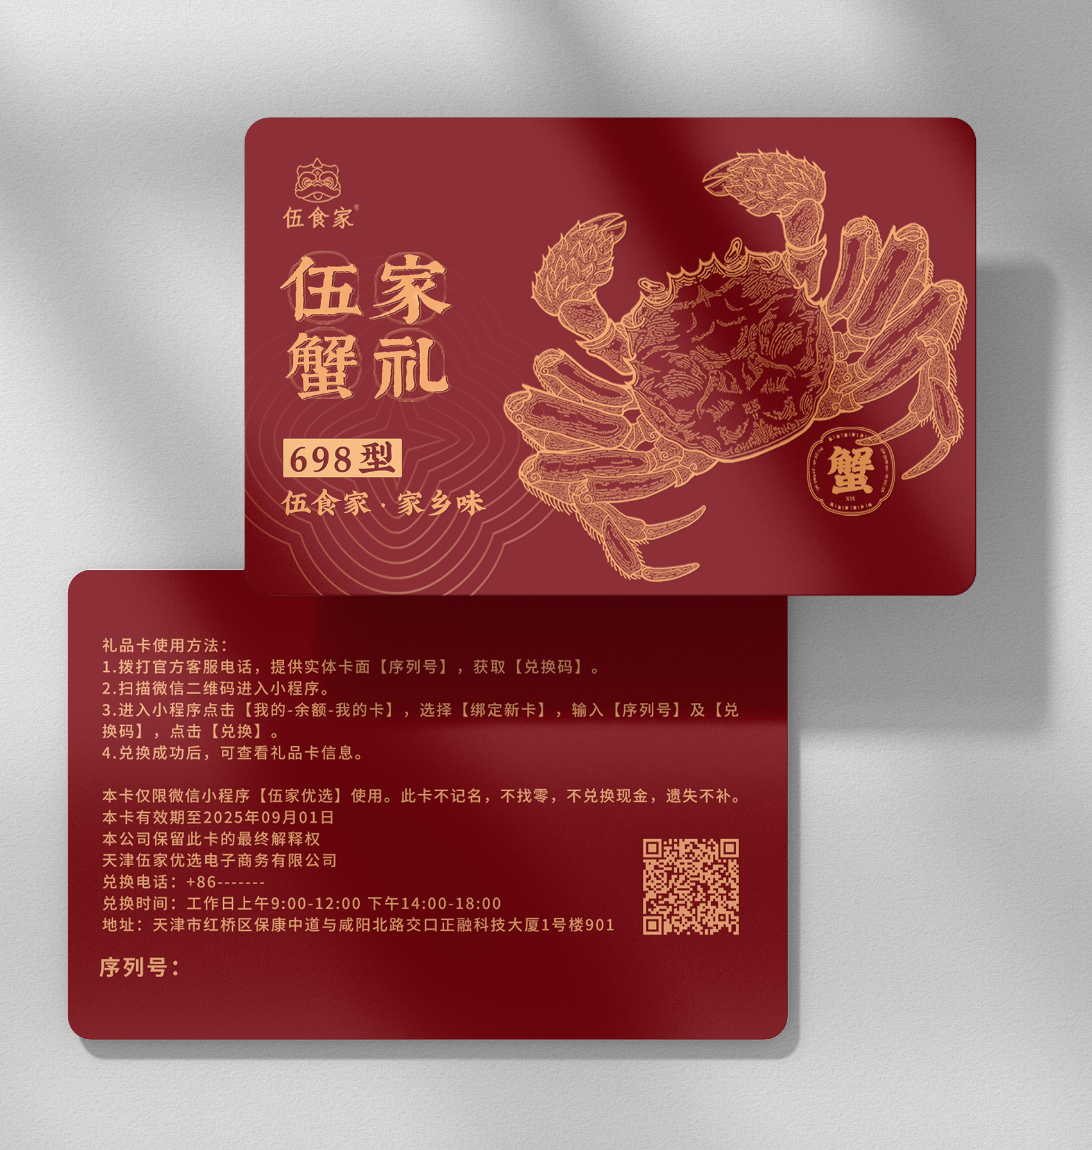 伍食家®
伍家
蟹礼
698型
伍食家·家乡味
蟹
XIE
礼品卡使用方法：
1.拨打官方客服电话，提供实体卡面【序列号】，获取【兑换码】。
2.扫描微信二维码进入小程序。
3.进入小程序点击【我的-余额-我的卡】，选择【绑定新卡】，输入【序列号】及【兑
换码】，点击【兑换】。
4.兑换成功后，可查看礼品卡信息。
本卡仅限微信小程序【伍家优选】使用。此卡不记名，不找零，不兑换现金，遗失不补。
本卡有效期至2025年09月01日
本公司保留此卡的最终解释权
天津伍家优选电子商务有限公司
兑换电话：+86-------
兑换时间：工作日上午9:00-12:00 下午14:00-18:00
地址：天津市红桥区保康中道与咸阳北路交口正融科技大厦1号楼901
序列号：